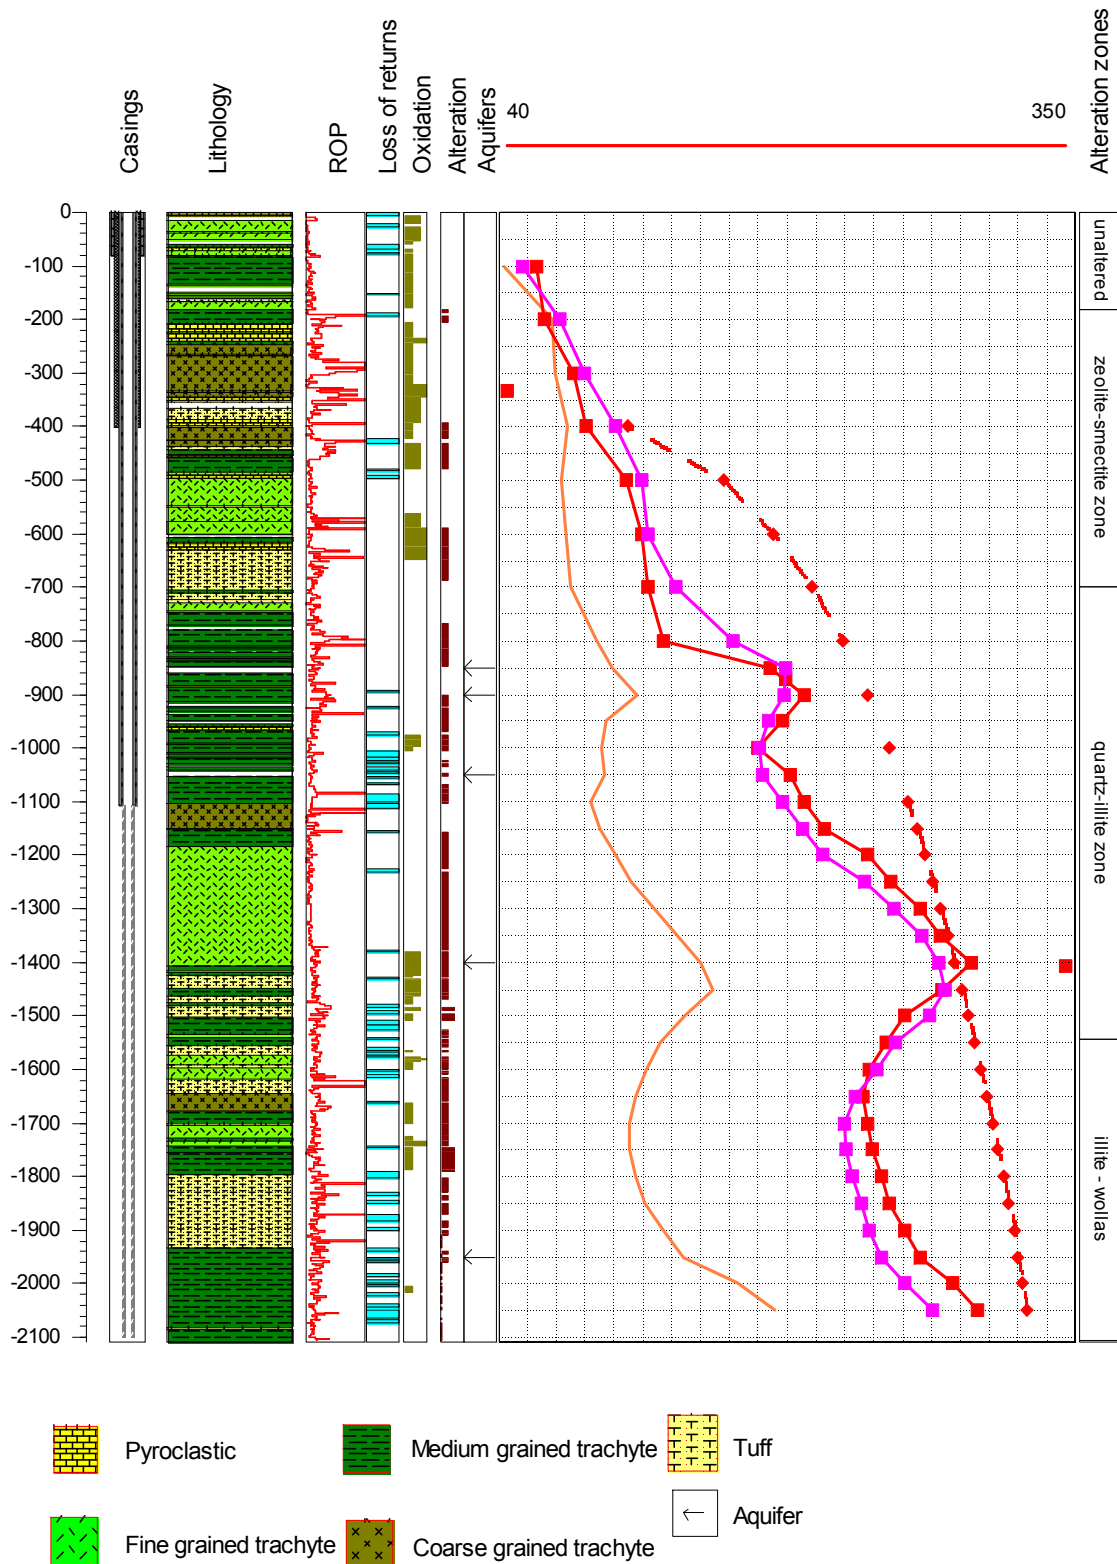 Casings
Lithology
ROP
Loss of returns
Oxidation
Alteration
Aquifers
40
350
Alteration zones
0
-100
-200
-300
-400
-500
-600
-700
-800
-900
-1000
-1100
-1200
-1300
-1400
-1500
-1600
-1700
-1800
-1900
-2000
-2100
unaltered
zeolite-smectite zone
quartz-illite zone
illite - wollas
Pyroclastic
Medium grained trachyte
Tuff
Aquifer
Fine grained trachyte
Coarse grained trachyte